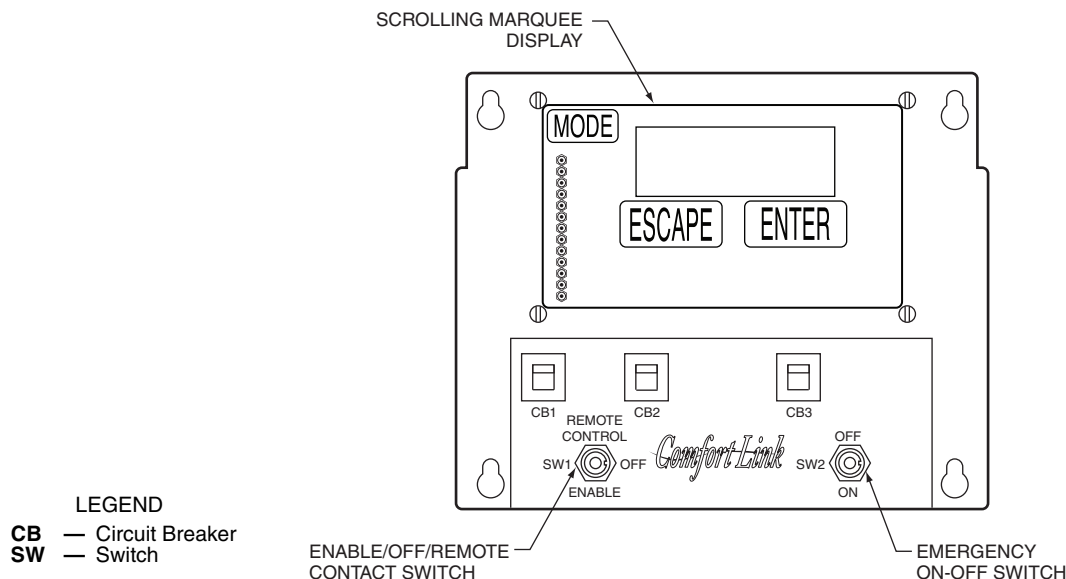 SCROLLING MARQUEE
DISPLAY
MODE
ESCAPE
ENTER
CB1
CB2
CB3
REMOTE
CONTROL
SW1
OFF
ENABLE
Comfort Link
OFF
SW2
ON
LEGEND
CB — Circuit Breaker
SW — Switch
ENABLE/OFF/REMOTE
CONTACT SWITCH
EMERGENCY
ON-OFF SWITCH